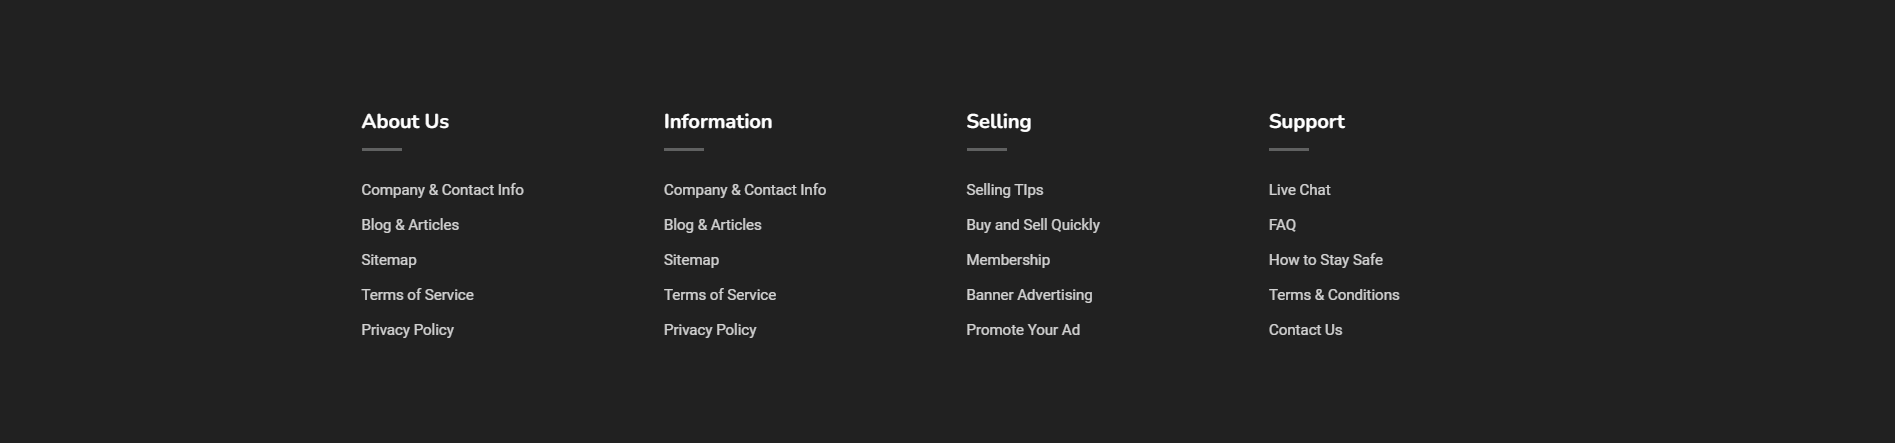 About Us
Company & Contact Info
Blog & Articles
Sitemap
Terms of Service
Privacy Policy
Information
Company & Contact Info
Blog & Articles
Sitemap
Terms of Service
Privacy Policy
Selling
Selling TIps
Buy and Sell Quickly
Membership
Banner Advertising
Promote Your Ad
Support
Live Chat
FAQ
How to Stay Safe
Terms & Conditions
Contact Us